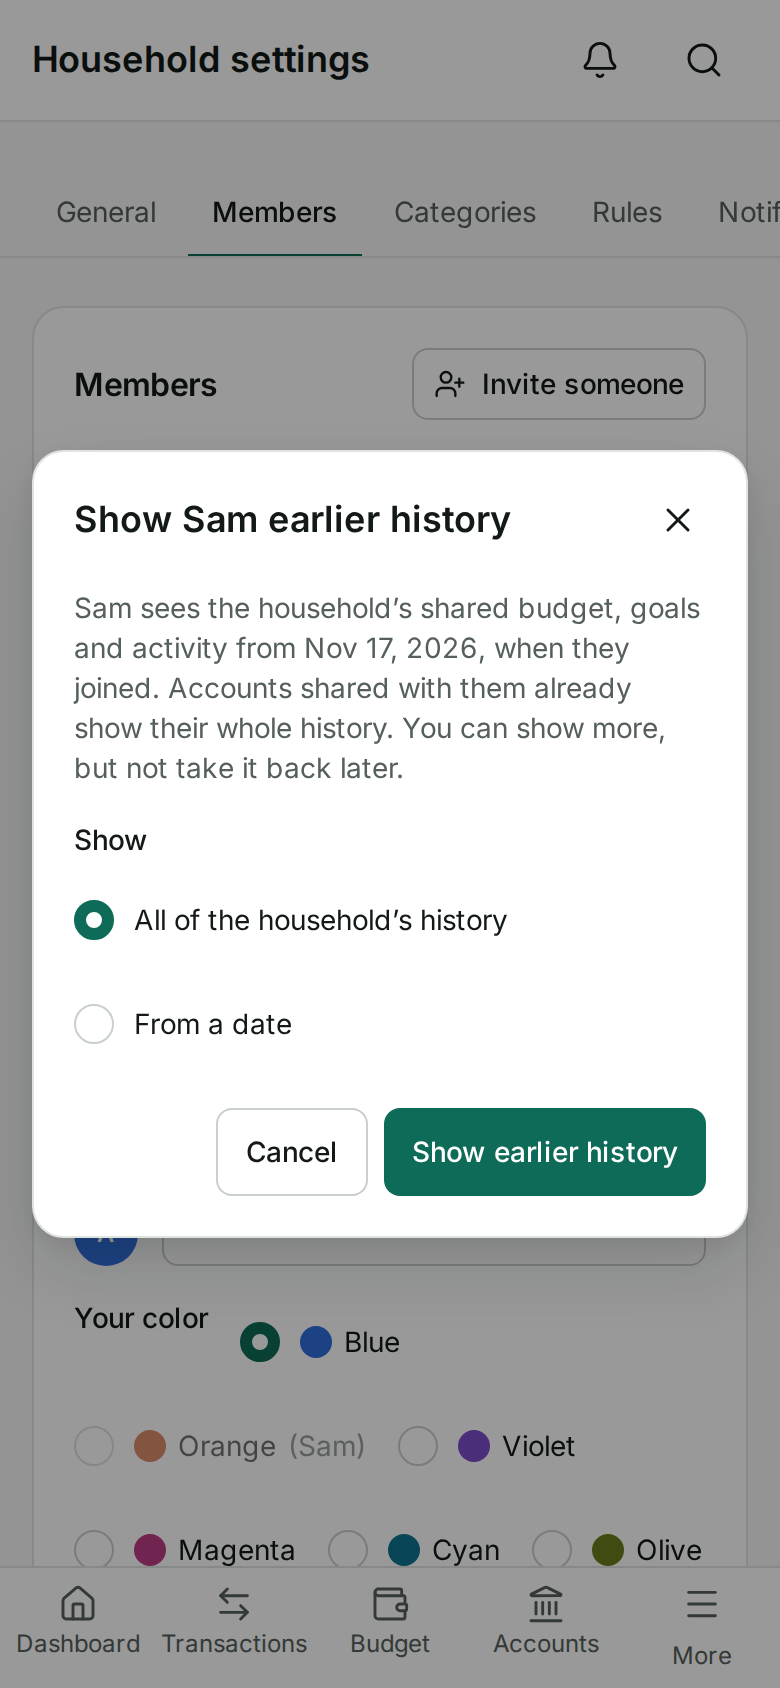 Household settings
General Members Categories Rules Notif
Members
Invite someone
Show Sam earlier history
Sam sees the household’s shared budget, goals
and activity from Nov 17, 2026, when they
joined. Accounts shared with them already
show their whole history. You can show more,
but not take it back later.
Show
All of the household’s history
From a date
Cancel
Show earlier history
Your color
Blue
Orange (Sam)
Violet
Magenta
Cyan
Olive
Dashboard
Transactions
Budget
Accounts
More